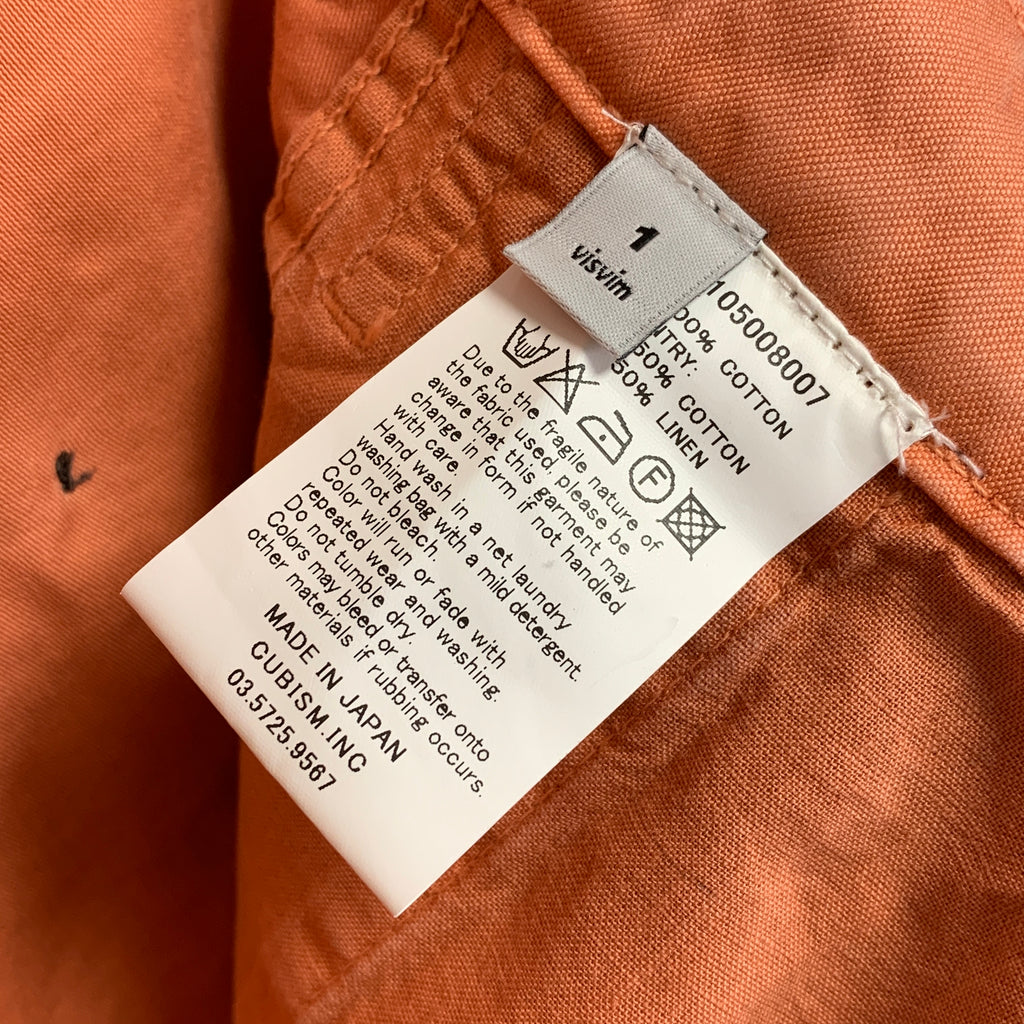 1
visvim
105008007
00% COTTON
NTRY:
50% COTTON
50% LINEN
F
Due to the fragile nature of
the fabric used, please be
aware that this garment may
change in form if not handled
with care.
Hand wash in a net laundry
washing bag with a mild detergent.
Do not bleach.
Color will run or fade with
repeated wear and washing.
Do not tumble dry.
Colors may bleed or transfer onto
other materials if rubbing occurs.
MADE IN JAPAN
CUBISM.INC
03.5725.9567